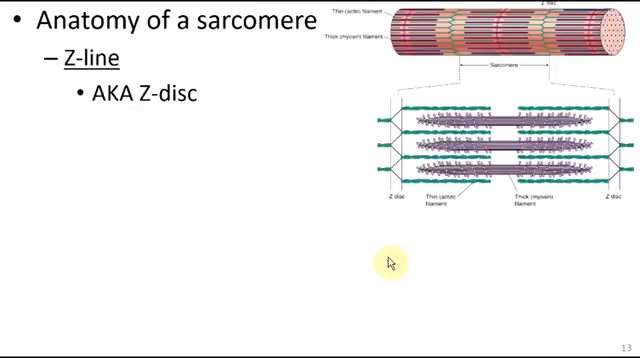 • Anatomy of a sarcomere
– Z-line
• AKA Z-disc
Z disc
Thin (actin) filament
Thick (myosin) filament
Sarcomere
Z disc
Thin (actin)
filament
Thick (myosin)
filament
Z disc
13